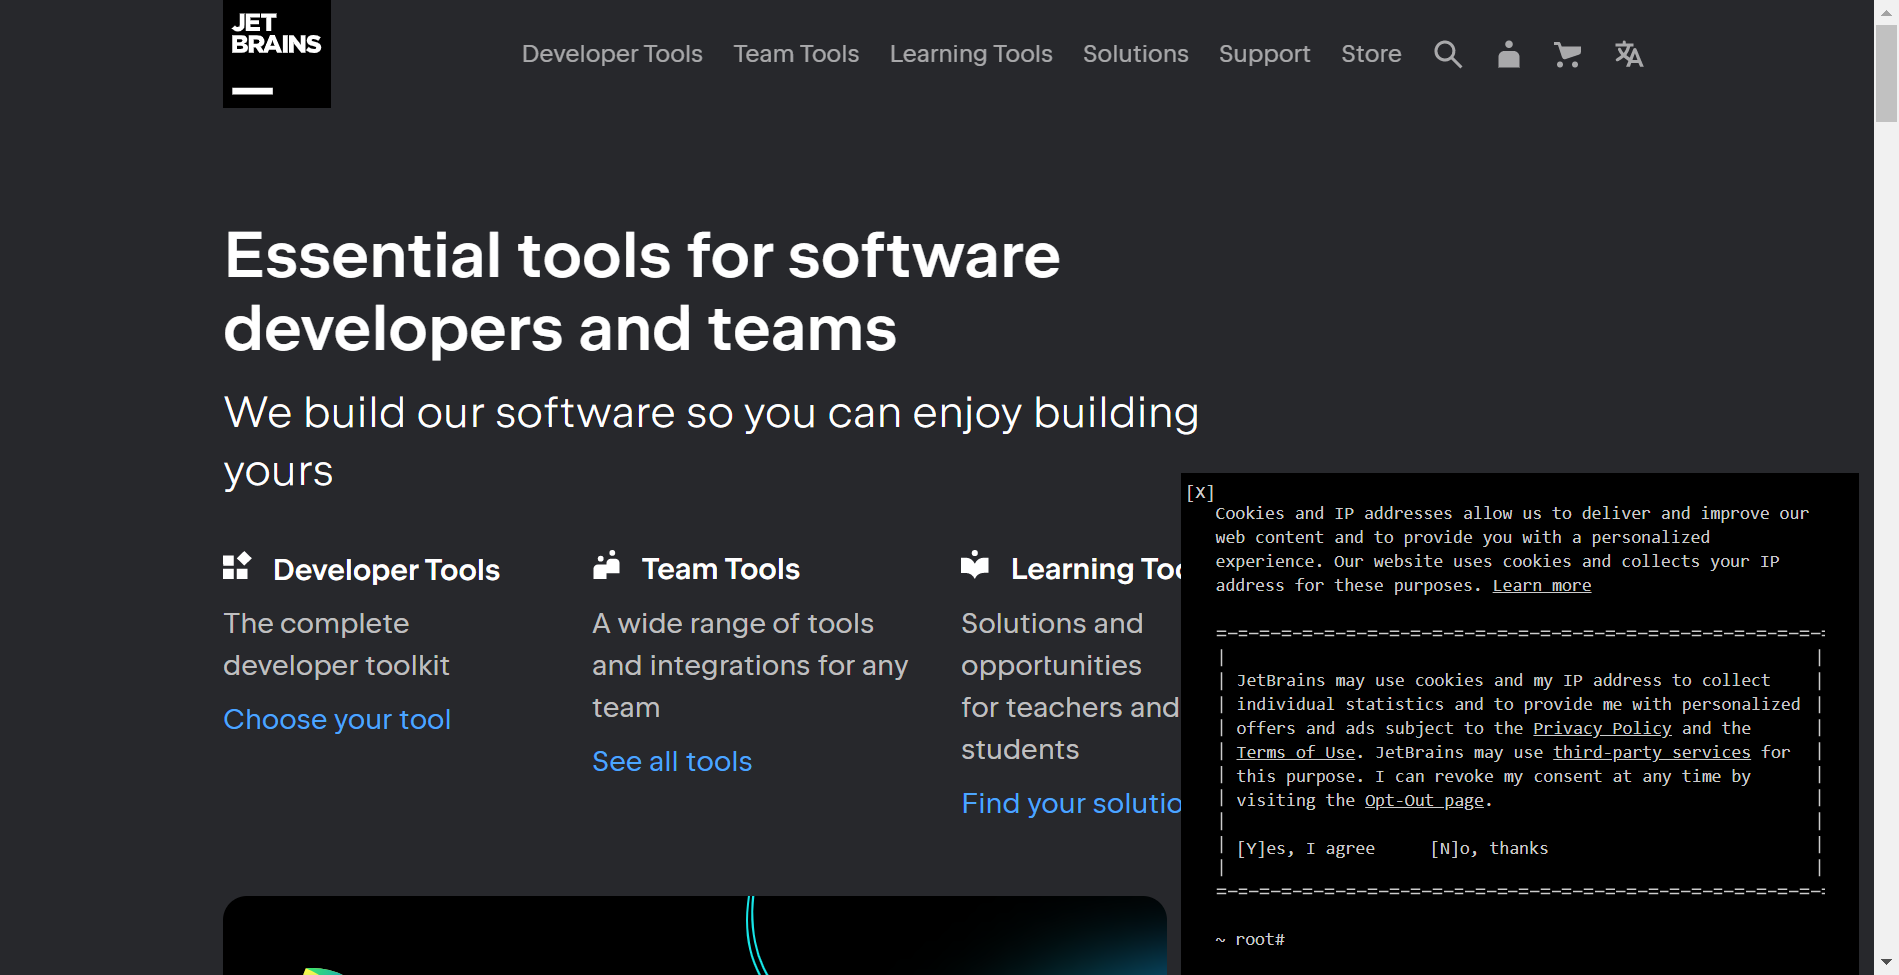 JET
BRAINS
Developer Tools
Team Tools
Learning Tools
Solutions
Support
Store
Essential tools for software
developers and teams
We build our software so you can enjoy building
yours
Developer Tools
The complete
developer toolkit
Choose your tool
Team Tools
A wide range of tools
and integrations for any
team
See all tools
Learning Too
Solutions and
opportunities
for teachers and
students
Find your solutio
[X]
Cookies and IP addresses allow us to deliver and improve our
web content and to provide you with a personalized
experience. Our website uses cookies and collects your IP
address for these purposes. Learn more
JetBrains may use cookies and my IP address to collect
individual statistics and to provide me with personalized
offers and ads subject to the Privacy Policy and the
Terms of Use. JetBrains may use third-party services for
this purpose. I can revoke my consent at any time by
visiting the Opt-Out page.
[Y]es, I agree
[N]o, thanks
~ root#